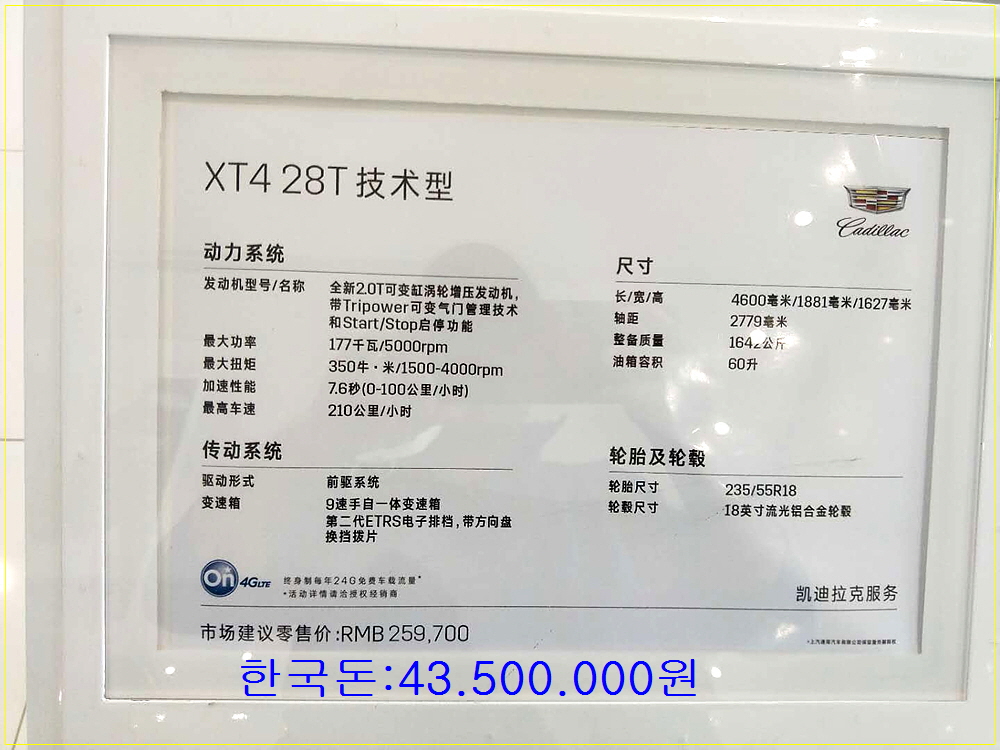 XT4 28T 技术型
Cadillac
动力系统
发动机型号/名称 全新2.0T可变缸涡轮增压发动机,
带Tripower可变气门管理技术
和Start/Stop启停功能
最大功率 177千瓦/5000rpm
最大扭矩 350牛·米/1500-4000rpm
加速性能 7.6秒(0-100公里/小时)
最高车速 210公里/小时
尺寸
长/宽/高 4600毫米/1881毫米/1627毫米
轴距 2779毫米
整备质量 1642公斤
油箱容积 60升
传动系统
驱动形式 前驱系统
变速箱 9速手自一体变速箱
第二代ETRS电子排档,带方向盘
换挡拨片
轮胎及轮毂
轮胎尺寸 235/55R18
轮毂尺寸 18英寸流光铝合金轮毂
On 4G LTE
终身制每年24G免费车载流量*
*活动详情请洽授权经销商
凯迪拉克服务
市场建议零售价:RMB 259,700
한국돈:43.500.000원